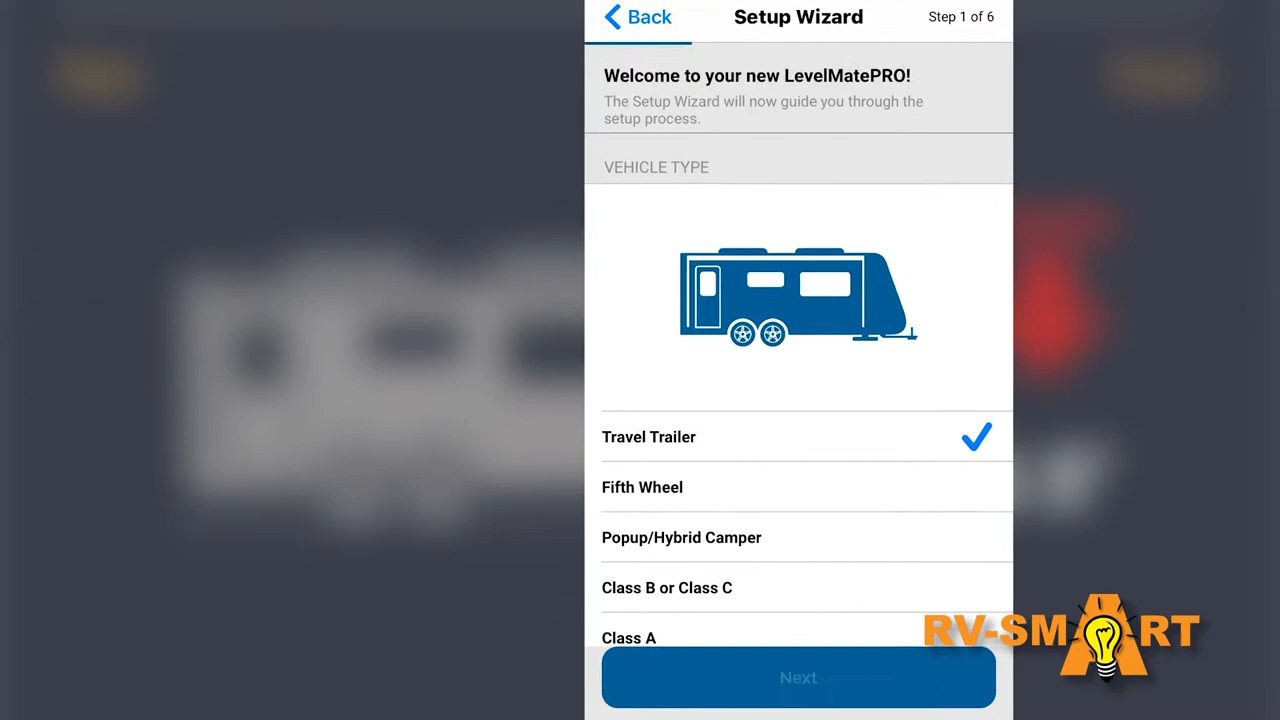 Back
Setup Wizard
Step 1 of 6
Welcome to your new LevelMatePRO!
The Setup Wizard will now guide you through the
setup process.
VEHICLE TYPE
Travel Trailer
Fifth Wheel
Popup/Hybrid Camper
Class B or Class C
Class A
Next
RV-SMART